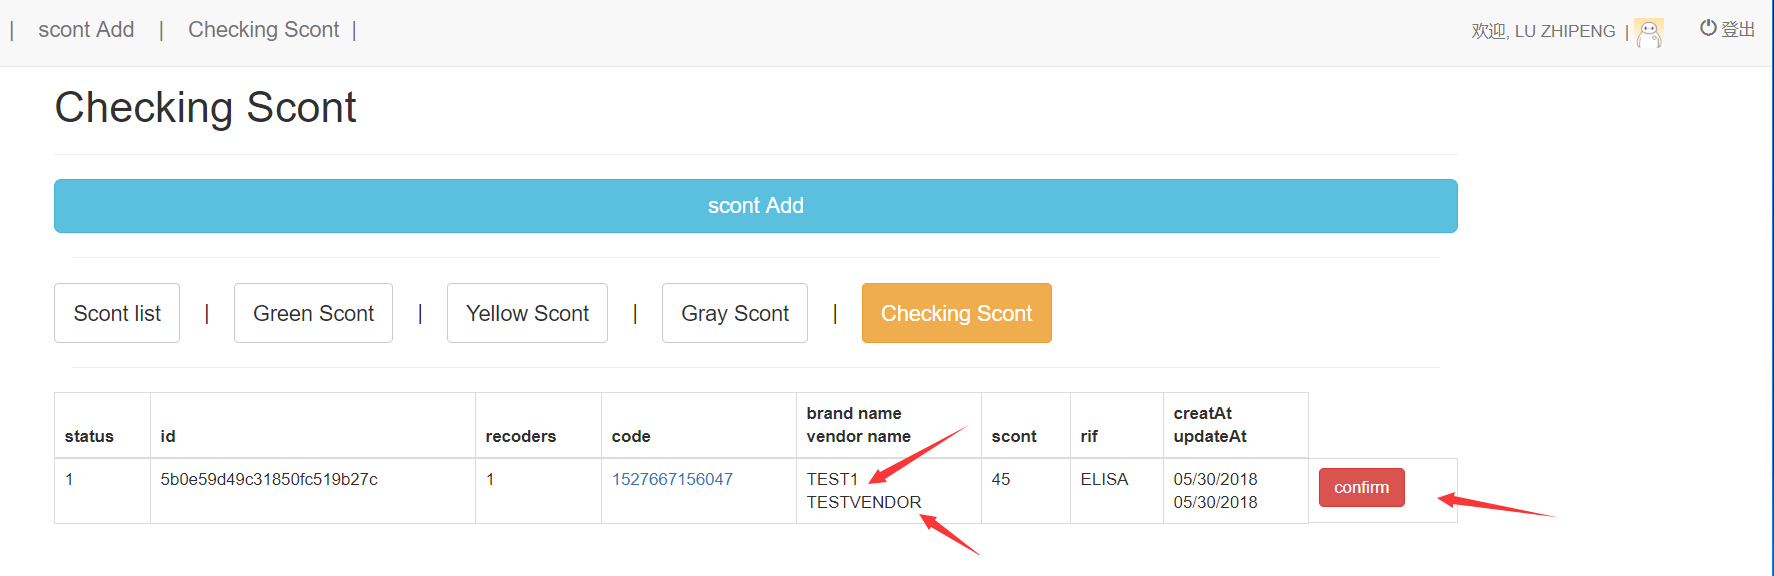 | scont Add | Checking Scont |
欢迎, LU ZHIPENG | 登出
Checking Scont
scont Add
Scont list | Green Scont | Yellow Scont | Gray Scont | Checking Scont
status id recoders code brand name vendor name scont rif creatAt updateAt
1 5b0e59d49c31850fc519b27c 1 1527667156047 TEST1 TESTVENDOR 45 ELISA 05/30/2018 05/30/2018 confirm